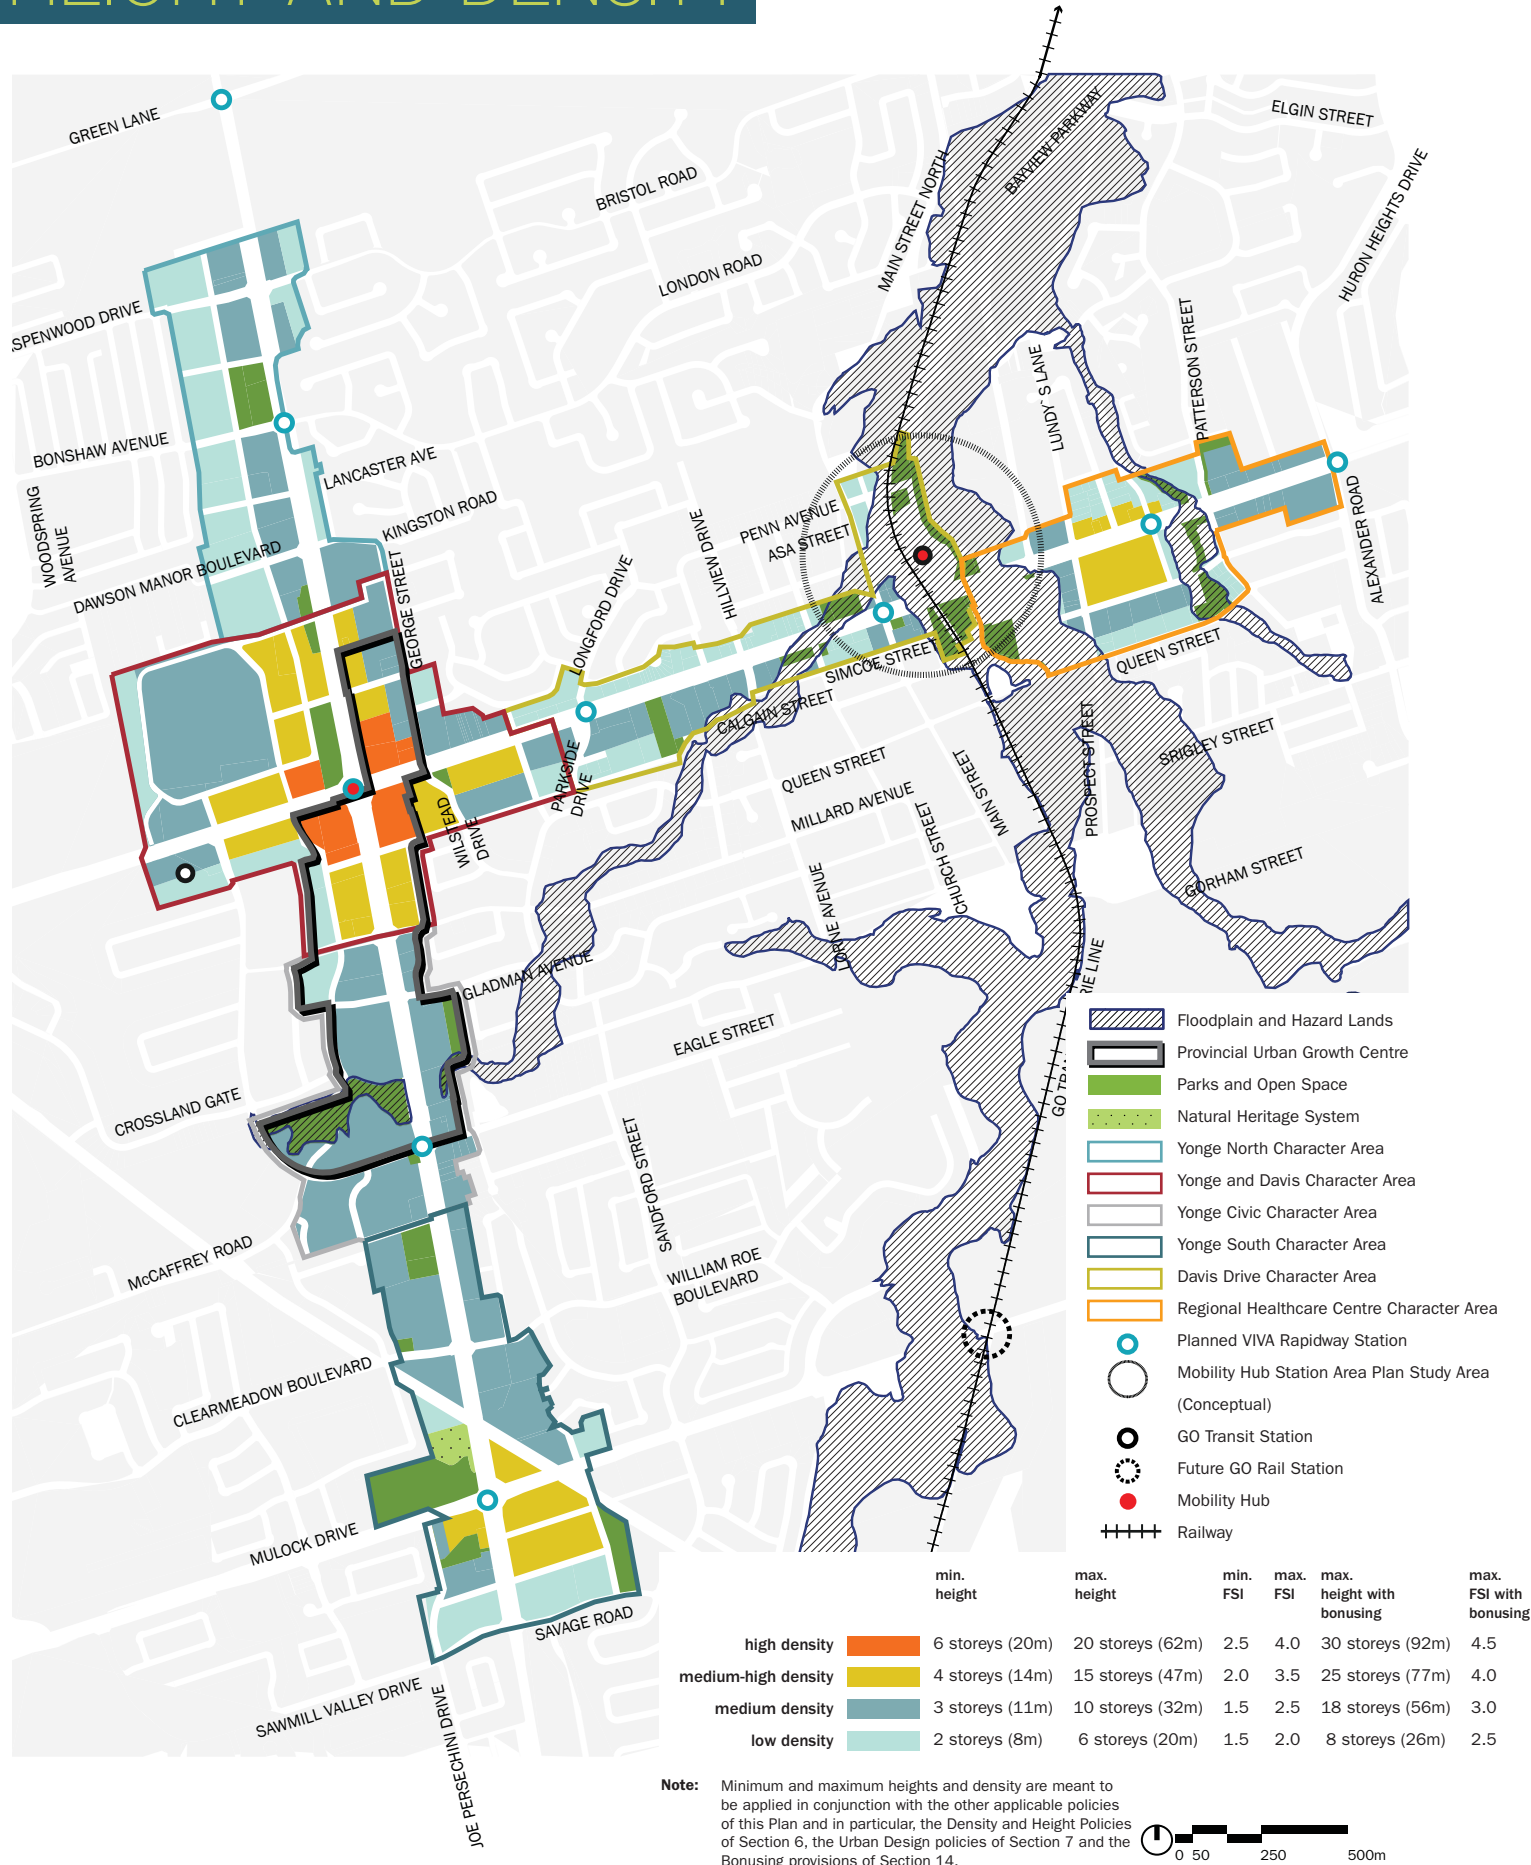 HEIGHT AND DENSITY
GREEN LANE
ELGIN STREET
BAYVIEW PARKWAY
BRISTOL ROAD
MAIN STREET NORTH
HURON HEIGHTS DRIVE
LONDON ROAD
SPENWOOD DRIVE
PATTERSON STREET
LUNDY`S LANE
BONSHAW AVENUE
LANCASTER AVE
WOODSPRING
AVENUE
KINGSTON ROAD
HILLVIEW DRIVE
PENN AVENUE
ASA STREET
ALEXANDER ROAD
DAWSON MANOR BOULEVARD
GEORGE STREET
LONGFORD DRIVE
SIMCOE STREET
QUEEN STREET
CALGAIN STREET
PARKSIDE
DRIVE
QUEEN STREET
MILLARD AVENUE
MAIN STREET
PROSPECT STREET
SRIGLEY STREET
WILSTEAD
DRIVE
CHURCH STREET
LORNE AVENUE
GORHAM STREET
GLADMAN AVENUE
EAGLE STREET
CROSSLAND GATE
SANDFORD STREET
McCAFFREY ROAD
WILLIAM ROE
BOULEVARD
CLEARMEADOW BOULEVARD
MULOCK DRIVE
SAVAGE ROAD
SAWMILL VALLEY DRIVE
JOE PERSECHINI DRIVE
GO TRAN
RIE LINE
Floodplain and Hazard Lands
Provincial Urban Growth Centre
Parks and Open Space
Natural Heritage System
Yonge North Character Area
Yonge and Davis Character Area
Yonge Civic Character Area
Yonge South Character Area
Davis Drive Character Area
Regional Healthcare Centre Character Area
Planned VIVA Rapidway Station
Mobility Hub Station Area Plan Study Area
(Conceptual)
GO Transit Station
Future GO Rail Station
Mobility Hub
Railway
min. height max. height min. FSI max. FSI max. height with bonusing max. FSI with bonusing
high density 6 storeys (20m) 20 storeys (62m) 2.5 4.0 30 storeys (92m) 4.5
medium-high density 4 storeys (14m) 15 storeys (47m) 2.0 3.5 25 storeys (77m) 4.0
medium density 3 storeys (11m) 10 storeys (32m) 1.5 2.5 18 storeys (56m) 3.0
low density 2 storeys (8m) 6 storeys (20m) 1.5 2.0 8 storeys (26m) 2.5
Note: Minimum and maximum heights and density are meant to
be applied in conjunction with the other applicable policies
of this Plan and in particular, the Density and Height Policies
of Section 6, the Urban Design policies of Section 7 and the
Bonusing provisions of Section 14.
0 50 250 500m